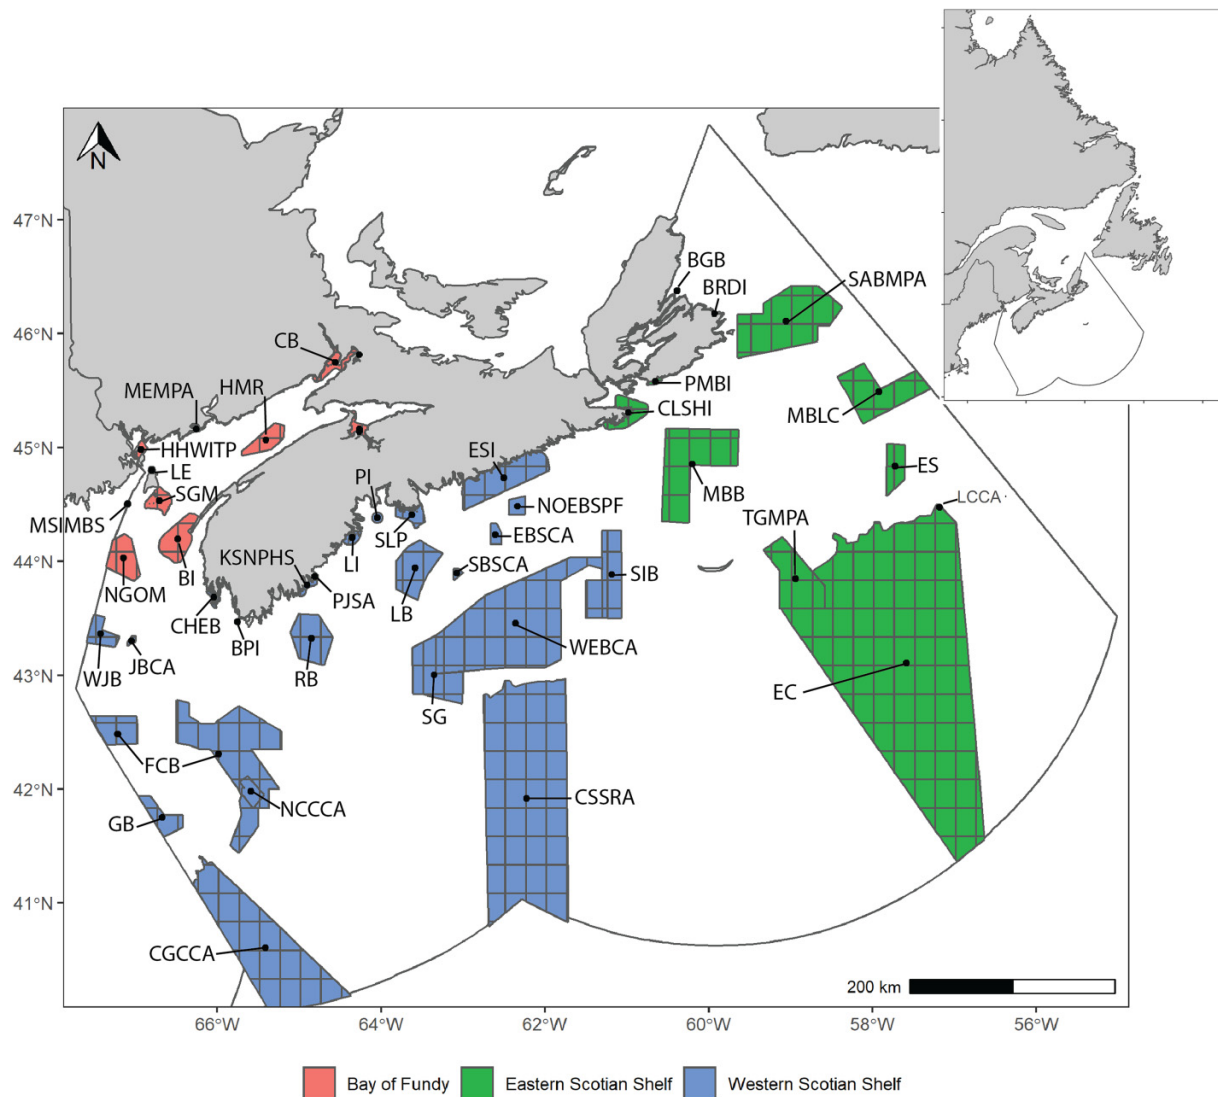 N
47°N
46°N
45°N
44°N
43°N
42°N
41°N
66°W
64°W
62°W
60°W
58°W
56°W
BGB
BRDI
SABMPA
CB
MEMPA
HMR
PMBI
MBLC
CLSHI
HHWITP
LE
ESI
ES
SGM
PI
NOEBSPF
MBB
LCCA
MSIMBS
SLP
EBSCA
TGMPA
KSNPHS
LI
SBSCA
SIB
NGOM
BI
PJSA
LB
CHEB
BPI
WEBCA
WJB
JBCA
RB
SG
EC
FCB
NCCCA
CSSRA
GB
CGCCA
200 km
Bay of Fundy
Eastern Scotian Shelf
Western Scotian Shelf